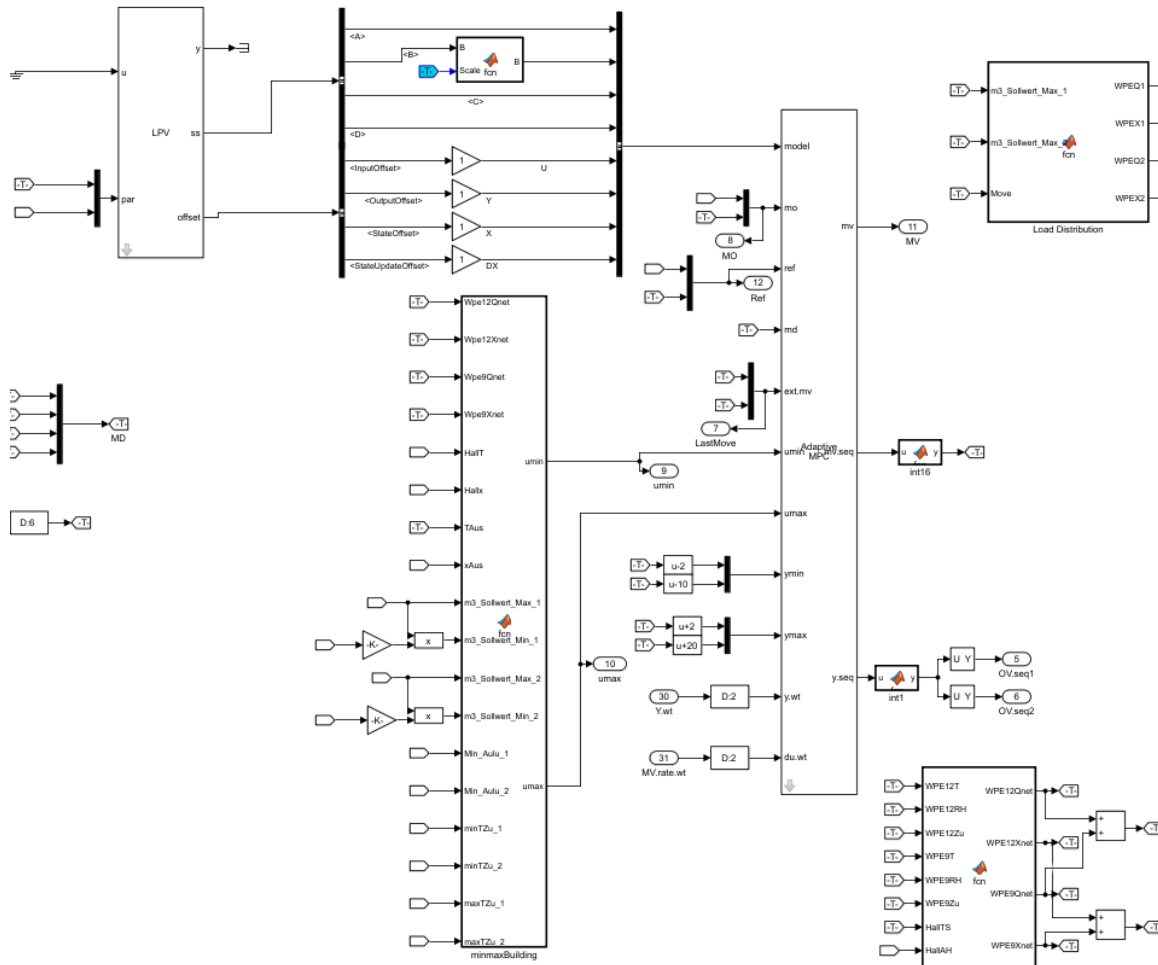 u
y
LPV
ss
par
offset
<A>
<B>
B
Scale
fcn
B
-T-
<C>
<D>
<InputOffset>
1
U
<OutputOffset>
1
Y
<StateOffset>
1
X
<StateUpdateOffset>
1
DX
-T-
-T-
m3_Sollwert_Max_1
-T-
m3_Sollwert_Max_
-T-
Move
fcn
WPEQ1
WPEX1
WPEQ2
WPEX2
Load Distribution
model
mo
-T-
8
MO
ref
-T-
12
Ref
-T-
md
-T-
-T-
ext.mv
7
LastMove
Adaptive
MPC
umin
umax
ymin
ymax
y.wt
du.wt
mv
mv.seq
y.seq
11
MV
u
fcn
y
int16
-T-
-T-
u-2
-T-
u-10
-T-
u+2
-T-
u+20
30
Y.wt
D:2
31
MV.rate.wt
D:2
u
y
int1
U Y
5
OV.seq1
U Y
6
OV.seq2
-T-
MD
D:6
-T-
-T-
Wpe12Qnet
-T-
Wpe12Xnet
-T-
Wpe9Qnet
-T-
Wpe9Xnet
HallT
Hallx
-T-
TAus
xAus
m3_Sollwert_Max_1
fcn
-K-
x
m3_Sollwert_Min_1
m3_Sollwert_Max_2
-K-
x
m3_Sollwert_Min_2
Min_Aulu_1
Min_Aulu_2
minTZu_1
minTZu_2
maxTZu_1
maxTZu_2
umin
umax
minmaxBuilding
9
umin
10
umax
-T-
WPE12T
-T-
WPE12RH
-T-
WPE12Zu
-T-
WPE9T
-T-
WPE9RH
-T-
WPE9Zu
-T-
HallTS
HallAH
fcn
WPE12Qnet
-T-
WPE12Xnet
-T-
WPE9Qnet
-T-
WPE9Xnet
-T-
+
+
+
+